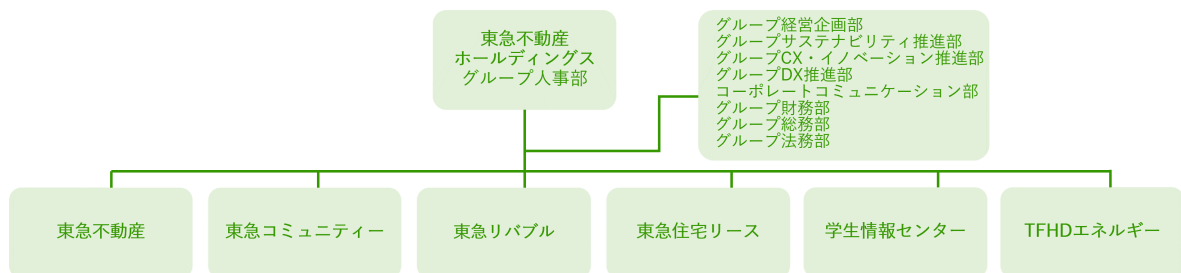 東急不動産
ホールディングス
グループ人事部
グループ経営企画部
グループサステナビリティ推進部
グループCX・イノベーション推進部
グループDX推進部
コーポレートコミュニケーション部
グループ財務部
グループ総務部
グループ法務部
東急不動産
東急コミュニティー
東急リバブル
東急住宅リース
学生情報センター
TFHDエネルギー